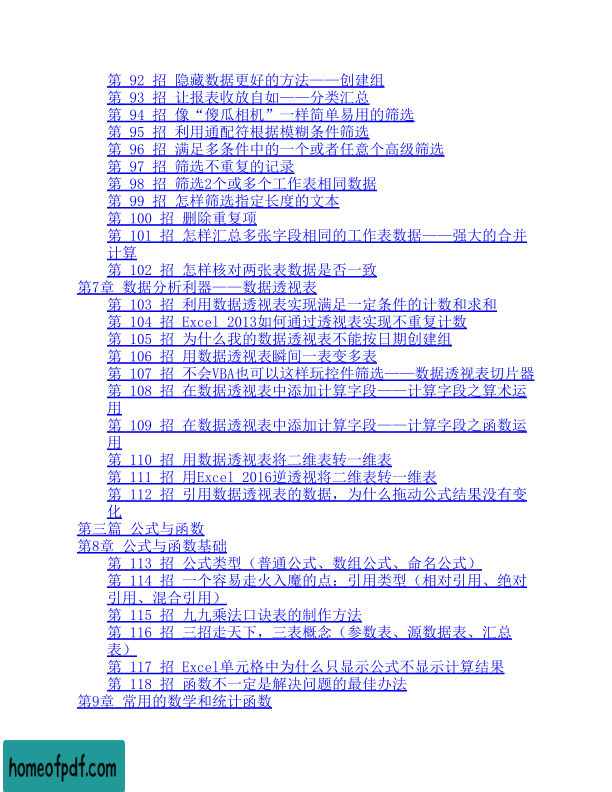 第 92 招 隐藏数据更好的方法——创建组
第 93 招 让报表收放自如——分类汇总
第 94 招 像“傻瓜相机”一样简单易用的筛选
第 95 招 利用通配符根据模糊条件筛选
第 96 招 满足多条件中的一个或者任意个高级筛选
第 97 招 筛选不重复的记录
第 98 招 筛选2个或多个工作表相同数据
第 99 招 怎样筛选指定长度的文本
第 100 招 删除重复项
第 101 招 怎样汇总多张字段相同的工作表数据——强大的合并
计算
第 102 招 怎样核对两张表数据是否一致
第7章 数据分析利器——数据透视表
第 103 招 利用数据透视表实现满足一定条件的计数和求和
第 104 招 Excel 2013如何通过透视表实现不重复计数
第 105 招 为什么我的数据透视表不能按日期创建组
第 106 招 用数据透视表瞬间一表变多表
第 107 招 不会VBA也可以这样玩控件筛选——数据透视表切片器
第 108 招 在数据透视表中添加计算字段——计算字段之算术运
用
第 109 招 在数据透视表中添加计算字段——计算字段之函数运
用
第 110 招 用数据透视表将二维表转一维表
第 111 招 用Excel 2016逆透视将二维表转一维表
第 112 招 引用数据透视表的数据，为什么拖动公式结果没有变
化
第三篇 公式与函数
第8章 公式与函数基础
第 113 招 公式类型（普通公式、数组公式、命名公式）
第 114 招 一个容易走火入魔的点：引用类型（相对引用、绝对
引用、混合引用）
第 115 招 九九乘法口诀表的制作方法
第 116 招 三招走天下，三表概念（参数表、源数据表、汇总
表）
第 117 招 Excel单元格中为什么只显示公式不显示计算结果
第 118 招 函数不一定是解决问题的最佳办法
第9章 常用的数学和统计函数
homeofpdf.com